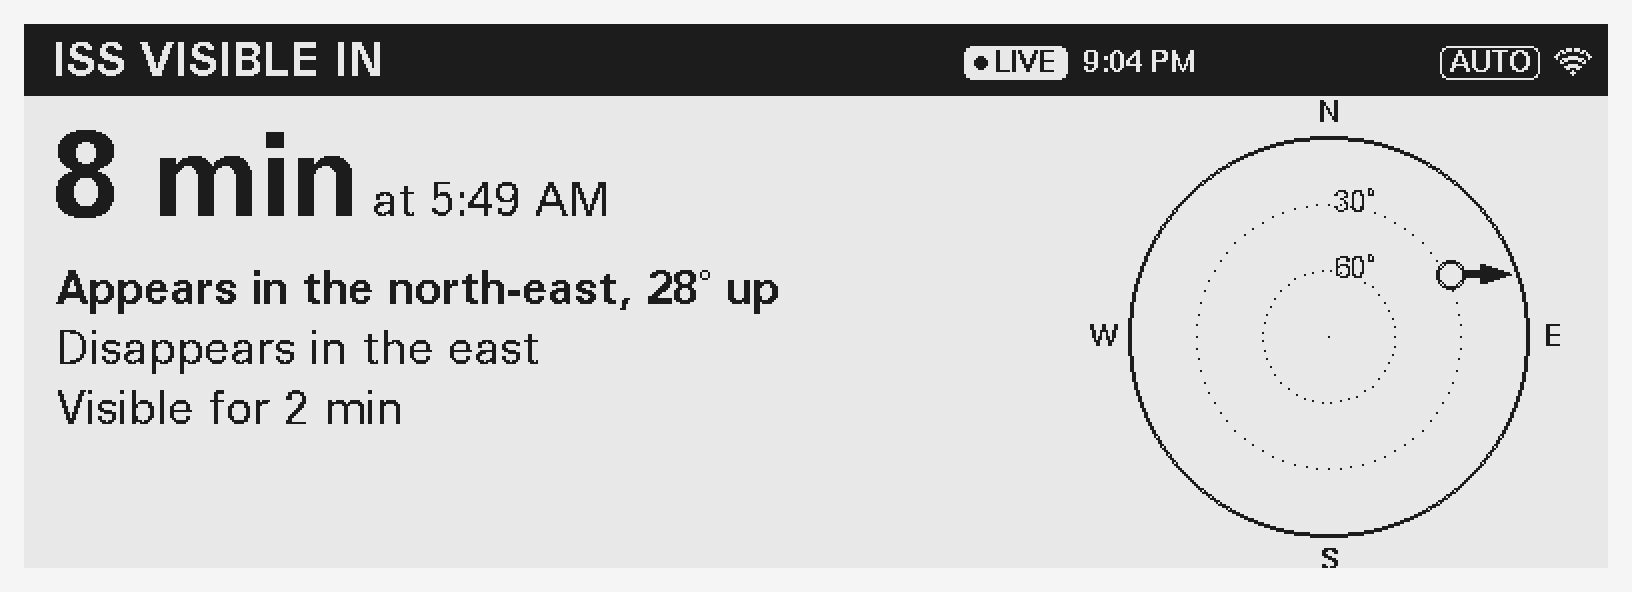 ISS VISIBLE IN
LIVE 9:04 PM
AUTO
8 min at 5:49 AM
Appears in the north-east, 28° up
Disappears in the east
Visible for 2 min
N
30°
60°
W
E
S